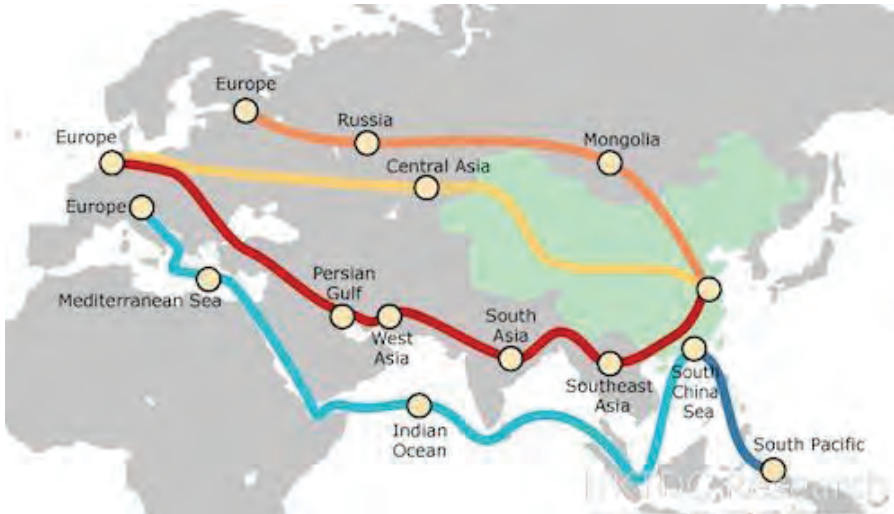 Europe
Russia
Mongolia
Europe
Central Asia
Europe
Persian
Gulf
Mediterranean Sea
West
Asia
South
Asia
Southeast
Asia
South
China
Sea
Indian
Ocean
South Pacific
Research